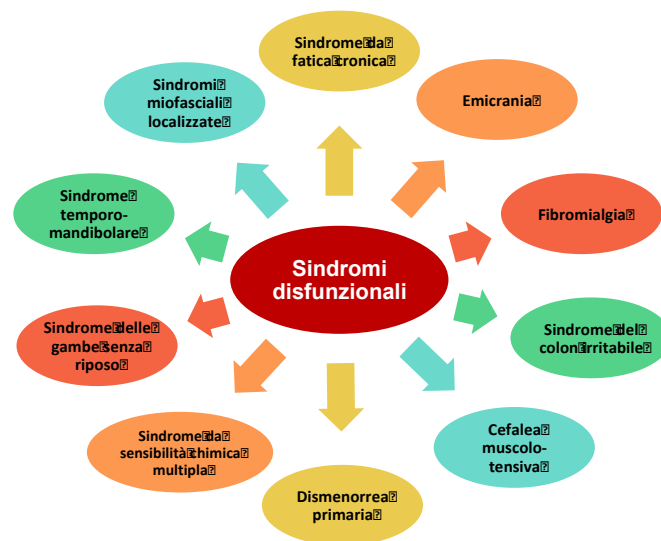 Sindrome da
fatica cronica
Emicrania
Fibromialgia
Sindrome del
colon irritabile
Cefalea
muscolo-
tensiva
Dismenorrea
primaria
Sindrome da
sensibilità chimica
multipla
Sindrome delle
gambe senza
riposo
Sindrome
temporo-
mandibolare
Sindromi
miofasciali
localizzate
Sindromi
disfunzionali